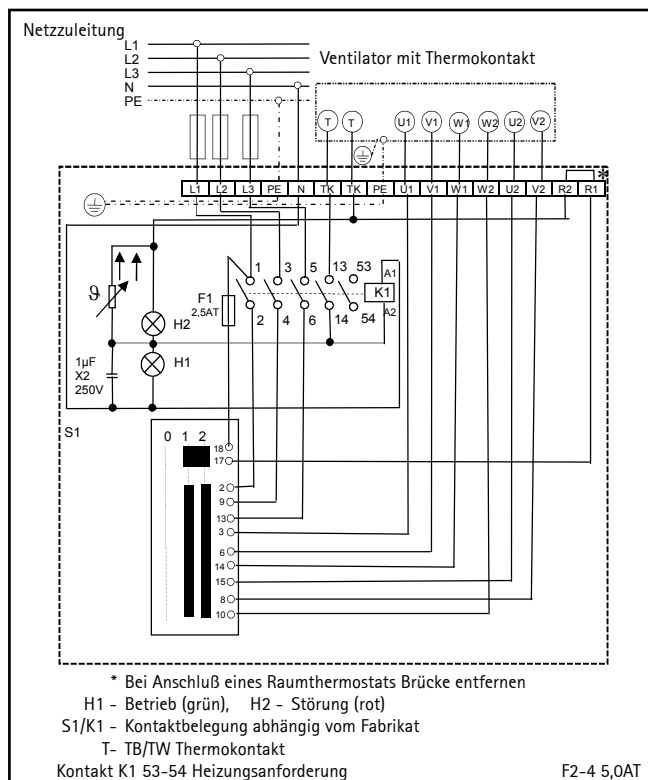 Netzzuleitung
L1
L2
L3
N
PE
Ventilator mit Thermokontakt
T T U1 V1 W1 W2 U2 V2
L1 L2 L3 PE N TK TK PE U1 V1 W1 W2 U2 V2 R2 R1 *
1 3 5 13 53
A1
K1
A2
2 4 6 14 54
F1
2,5AT
ϑ
H2
H1
1µF
X2
250V
S1
0 1 2
18
17
2
9
13
3
6
14
15
8
10
* Bei Anschluß eines Raumthermostats Brücke entfernen
H1 - Betrieb (grün), H2 - Störung (rot)
S1/K1 - Kontaktbelegung abhängig vom Fabrikat
T- TB/TW Thermokontakt
Kontakt K1 53-54 Heizungsanforderung F2-4 5,0AT